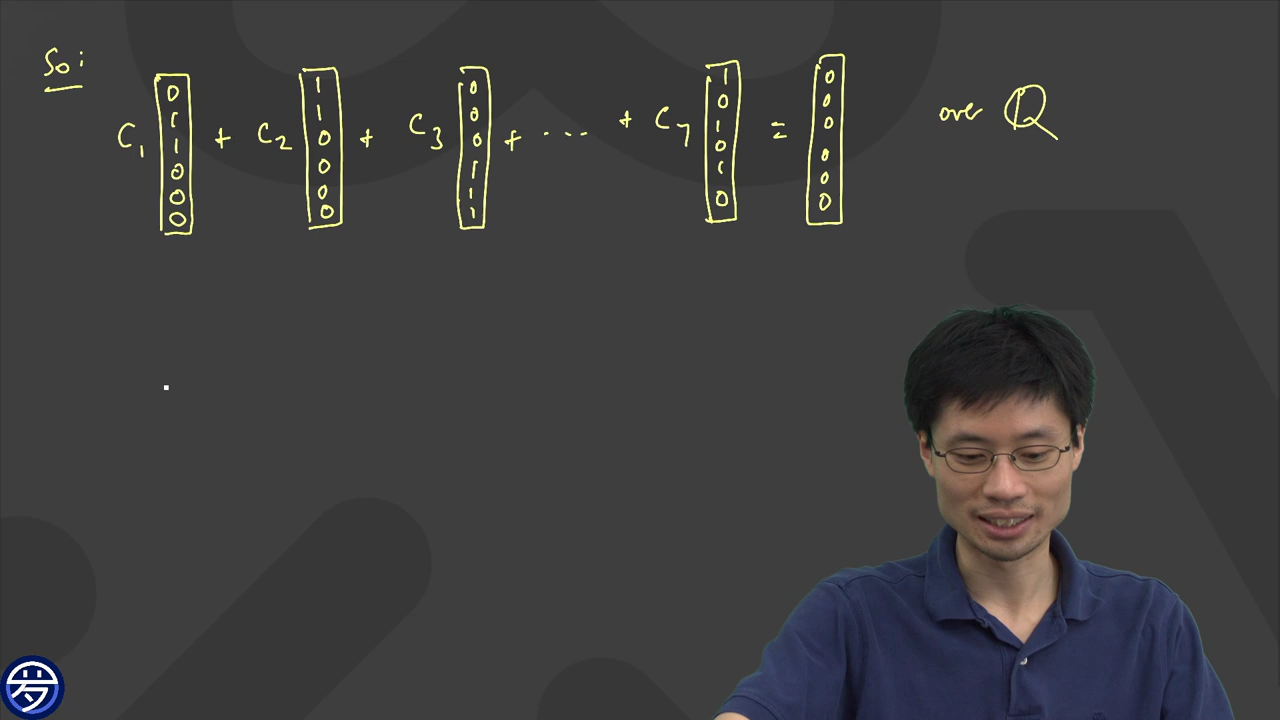 So:
C₁ [0 1 1 0 0 0] + C₂ [1 1 0 0 0 0] + C₃ [0 0 0 1 1 1] + ... + C₇ [1 0 1 0 1 0] = [0 0 0 0 0 0] over ℚ